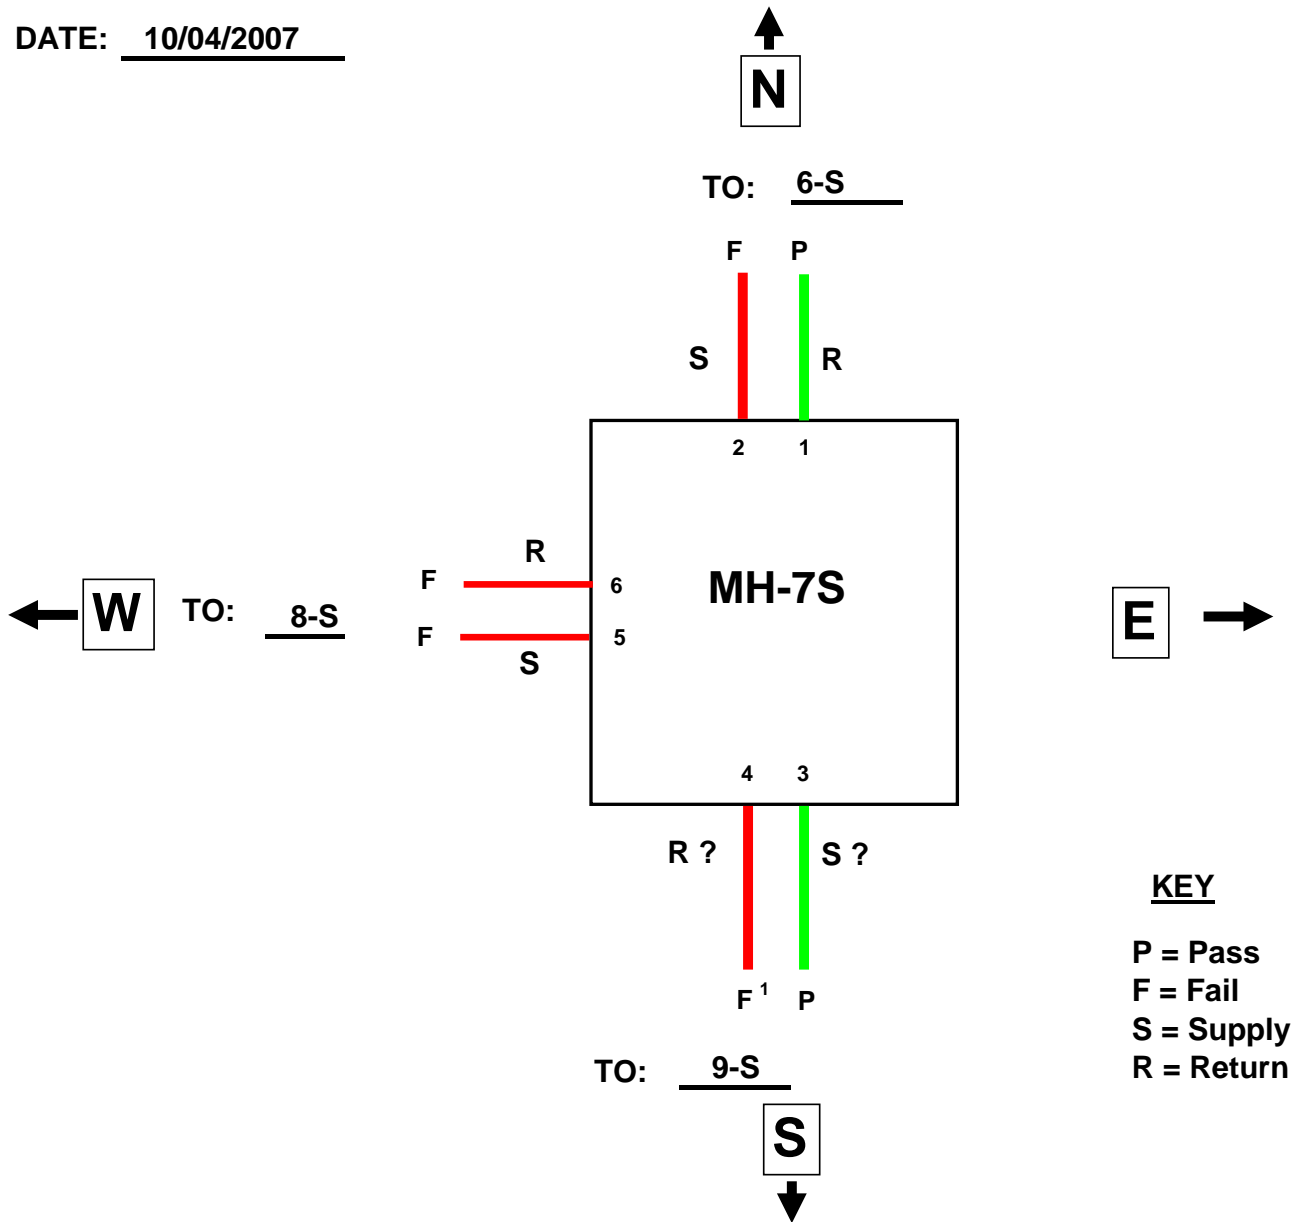 DATE: 10/04/2007
N
TO: 6-S
F P
S R
2 1
R
F 6 MH-7S
W TO: 8-S E
F 5
S
4 3
R ? S ?
KEY
P = Pass
F = Fail
F 1 P
S = Supply
R = Return
TO: 9-S
S